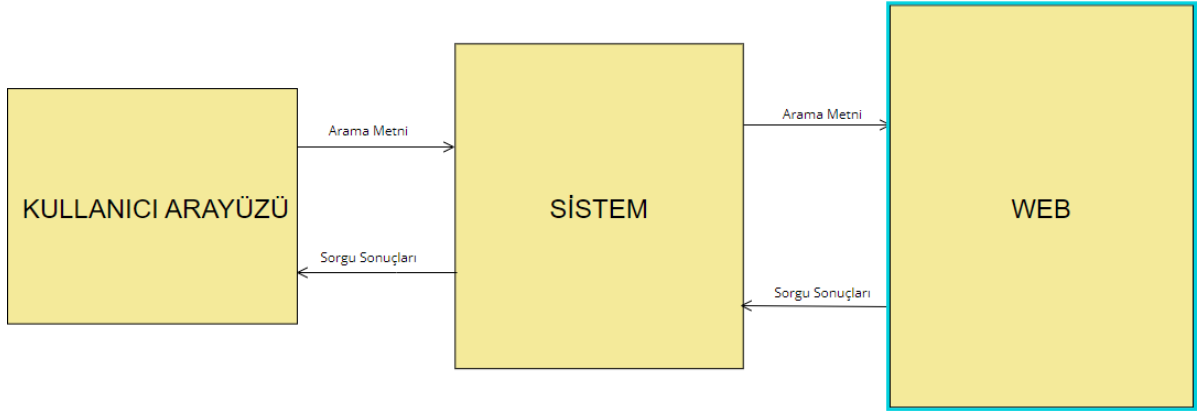 KULLANICI ARAYÜZÜ
Arama Metni
Sorgu Sonuçları
SİSTEM
Arama Metni
Sorgu Sonuçları
WEB